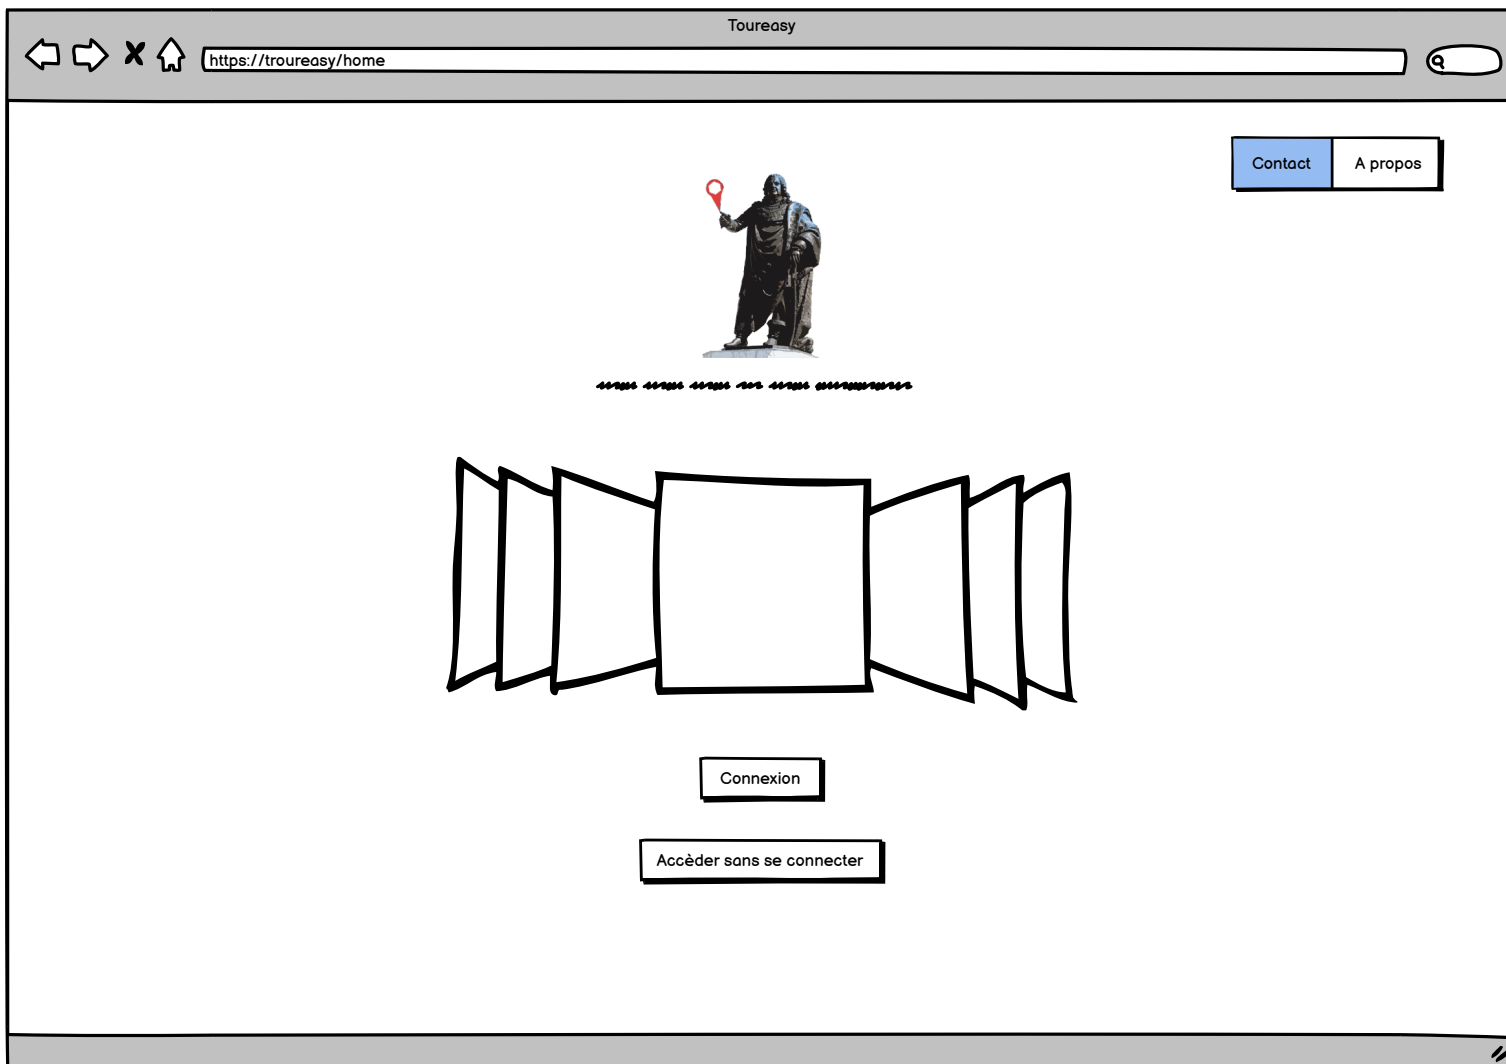 Toureasy
https://troureasy/home
Contact
A propos
Connexion
Accèder sans se connecter